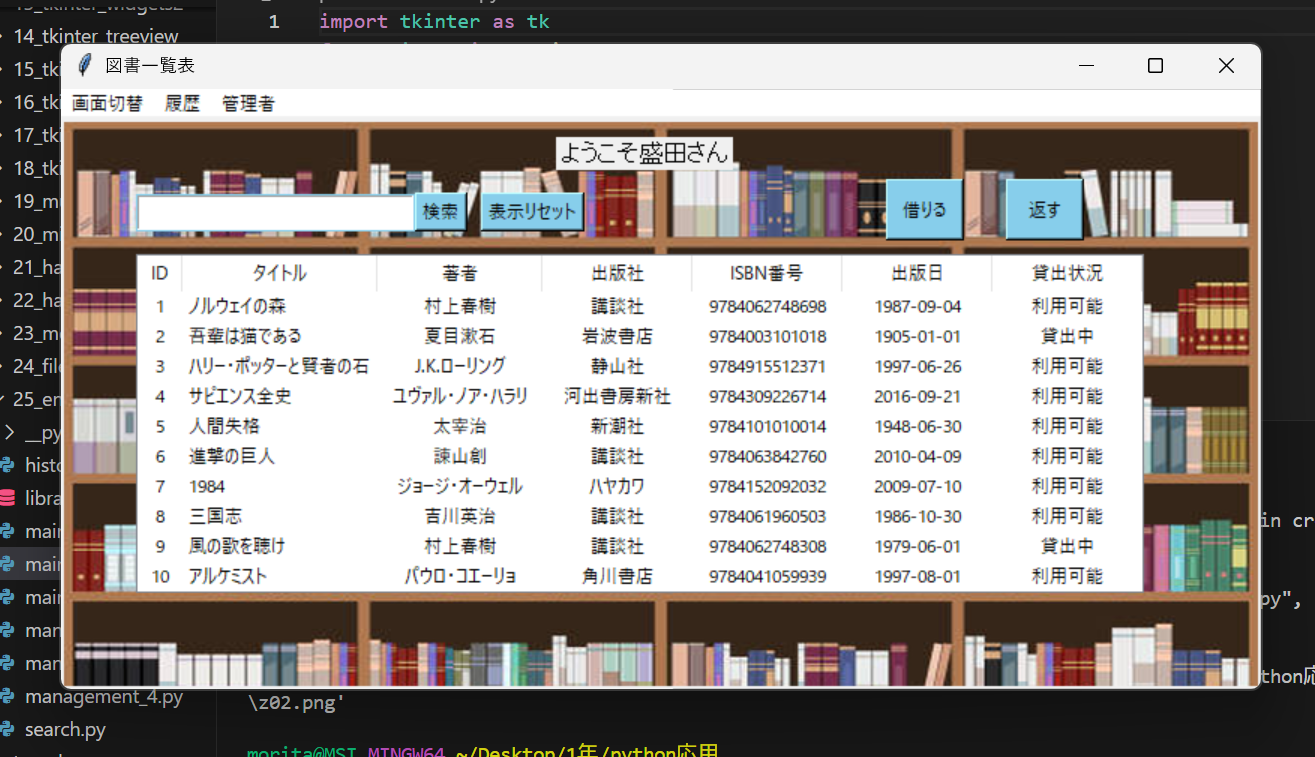 14_tkinter_treeview
1 import tkinter as tk
図書一覧表
画面切替 履歴 管理者
ようこそ盛田さん
検索 表示リセット 借りる 返す
ID タイトル 著者 出版社 ISBN番号 出版日 貸出状況
1 ノルウェイの森 村上春樹 講談社 9784062748698 1987-09-04 利用可能
2 吾輩は猫である 夏目漱石 岩波書店 9784003101018 1905-01-01 貸出中
3 ハリー・ポッターと賢者の石 J.K.ローリング 静山社 9784915512371 1997-06-26 利用可能
4 サピエンス全史 ユヴァル・ノア・ハラリ 河出書房新社 9784309226714 2016-09-21 利用可能
5 人間失格 太宰治 新潮社 9784101010014 1948-06-30 利用可能
6 進撃の巨人 諫山創 講談社 9784063842760 2010-04-09 利用可能
7 1984 ジョージ・オーウェル ハヤカワ 9784152092032 2009-07-10 利用可能
8 三国志 吉川英治 講談社 9784061960503 1986-10-30 利用可能
9 風の歌を聴け 村上春樹 講談社 9784062748308 1979-06-01 貸出中
10 アルケミスト パウロ・コエーリョ 角川書店 9784041059939 1997-08-01 利用可能
15_tki
16_tki
17_tk
18_tki
19_m
20_m
21_ha
22_ha
23_m
24_file
25_er
__py
histo
libra
main
main
main
man
man
management_4.py
search.py
in cr
py",
thon応
\z02.png'
morita@MSI MINGW64 ~/Desktop/1年/python応用